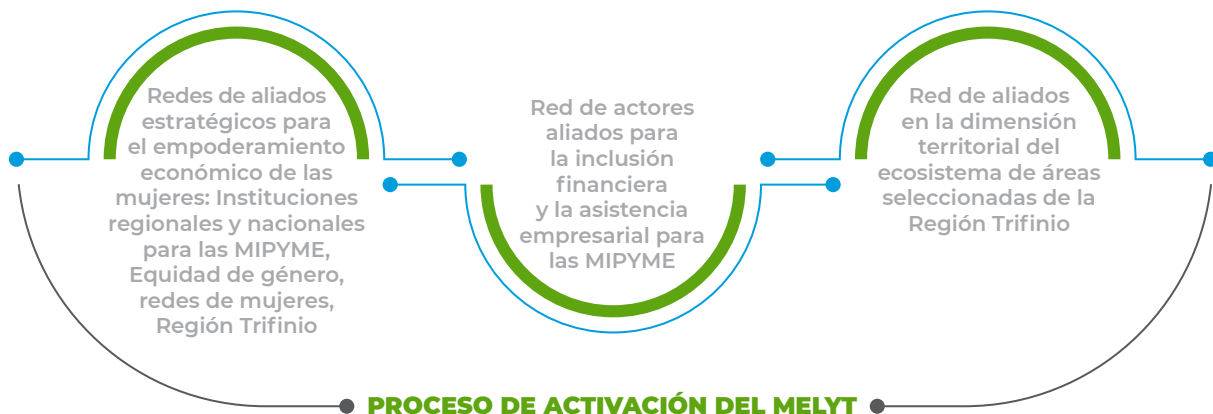 Redes de aliados
estratégicos para
el empoderamiento
económico de las
mujeres: Instituciones
regionales y nacionales
para las MIPYME,
Equidad de género,
redes de mujeres,
Región Trifinio
Red de actores
aliados para
la inclusión
financiera
y la asistencia
empresarial para
las MIPYME
Red de aliados
en la dimensión
territorial del
ecosistema de áreas
seleccionadas de la
Región Trifinio
PROCESO DE ACTIVACIÓN DEL MELYT